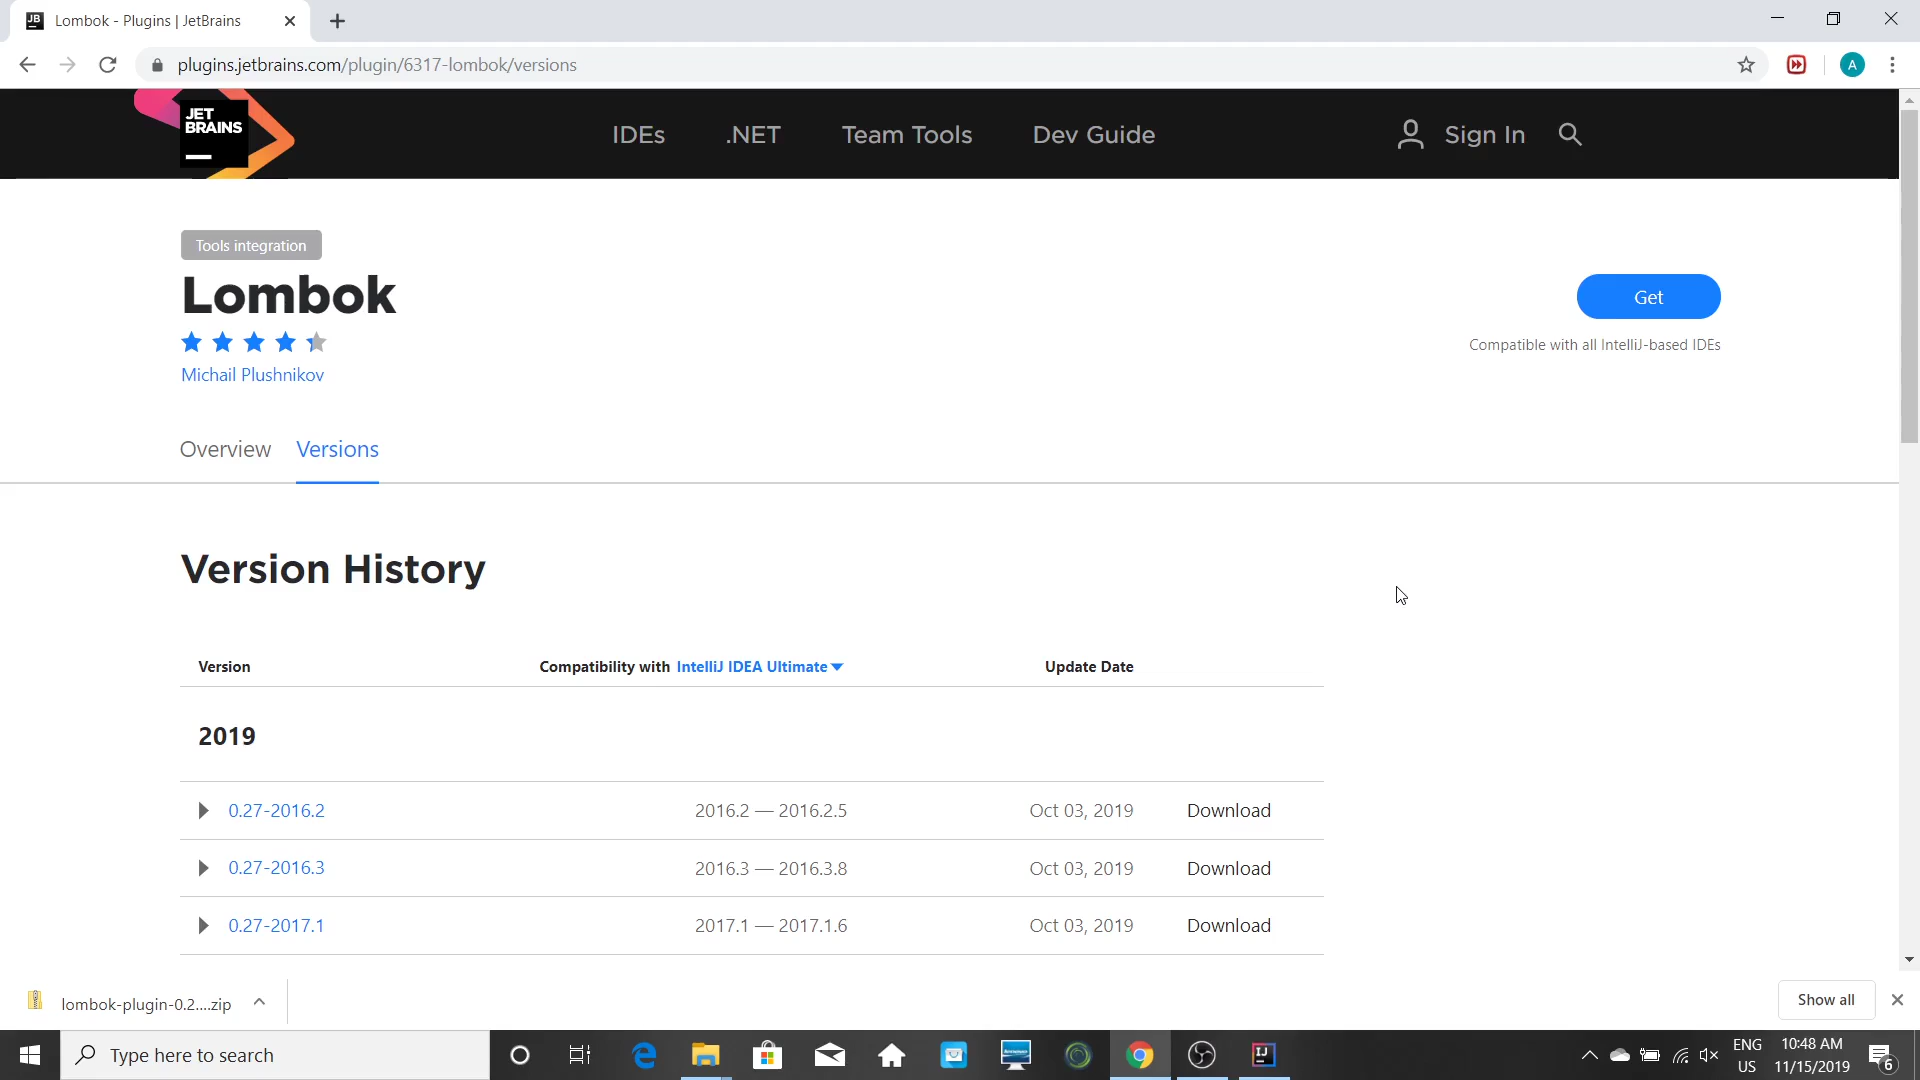 JB
Lombok - Plugins | JetBrains
plugins.jetbrains.com/plugin/6317-lombok/versions
A
JET
BRAINS
IDEs
.NET
Team Tools
Dev Guide
Sign In
Tools integration
Lombok
Get
Compatible with all IntelliJ-based IDEs
Michail Plushnikov
Overview
Versions
Version History
Version
Compatibility with IntelliJ IDEA Ultimate
Update Date
2019
0.27-2016.2
2016.2 — 2016.2.5
Oct 03, 2019
Download
0.27-2016.3
2016.3 — 2016.3.8
Oct 03, 2019
Download
0.27-2017.1
2017.1 — 2017.1.6
Oct 03, 2019
Download
lombok-plugin-0.2....zip
Show all
Type here to search
IJ
ENG
US
10:48 AM
11/15/2019
6